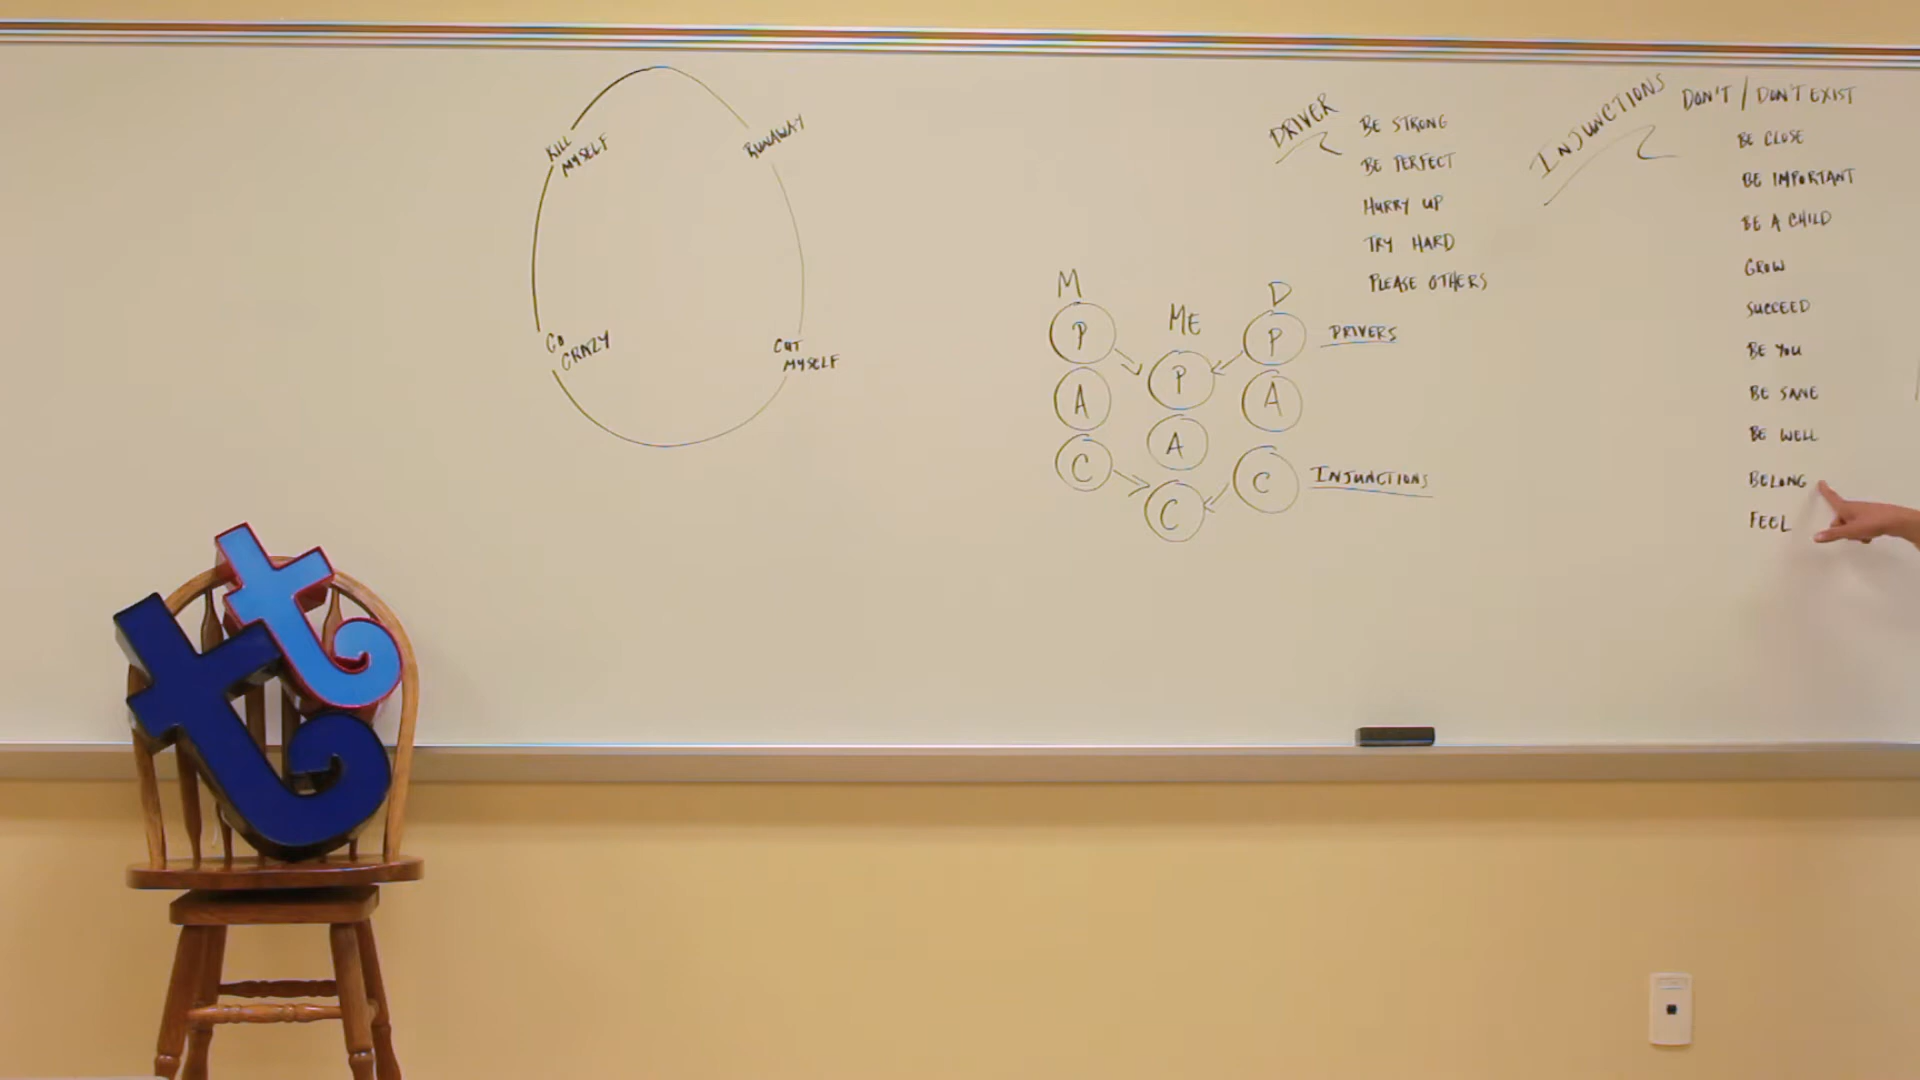 KILL
MYSELF
RUNAWAY
GO
CRAZY
CUT
MYSELF
M
P
A
C
ME
P
A
C
D
P
A
C
DRIVERS
INJUNCTIONS
DRIVER
BE STRONG
BE PERFECT
HURRY UP
TRY HARD
PLEASE OTHERS
INJUNCTIONS
DON'T / DON'T EXIST
BE CLOSE
BE IMPORTANT
BE A CHILD
GROW
SUCCEED
BE YOU
BE SANE
BE WELL
BELONG
FEEL
t
t